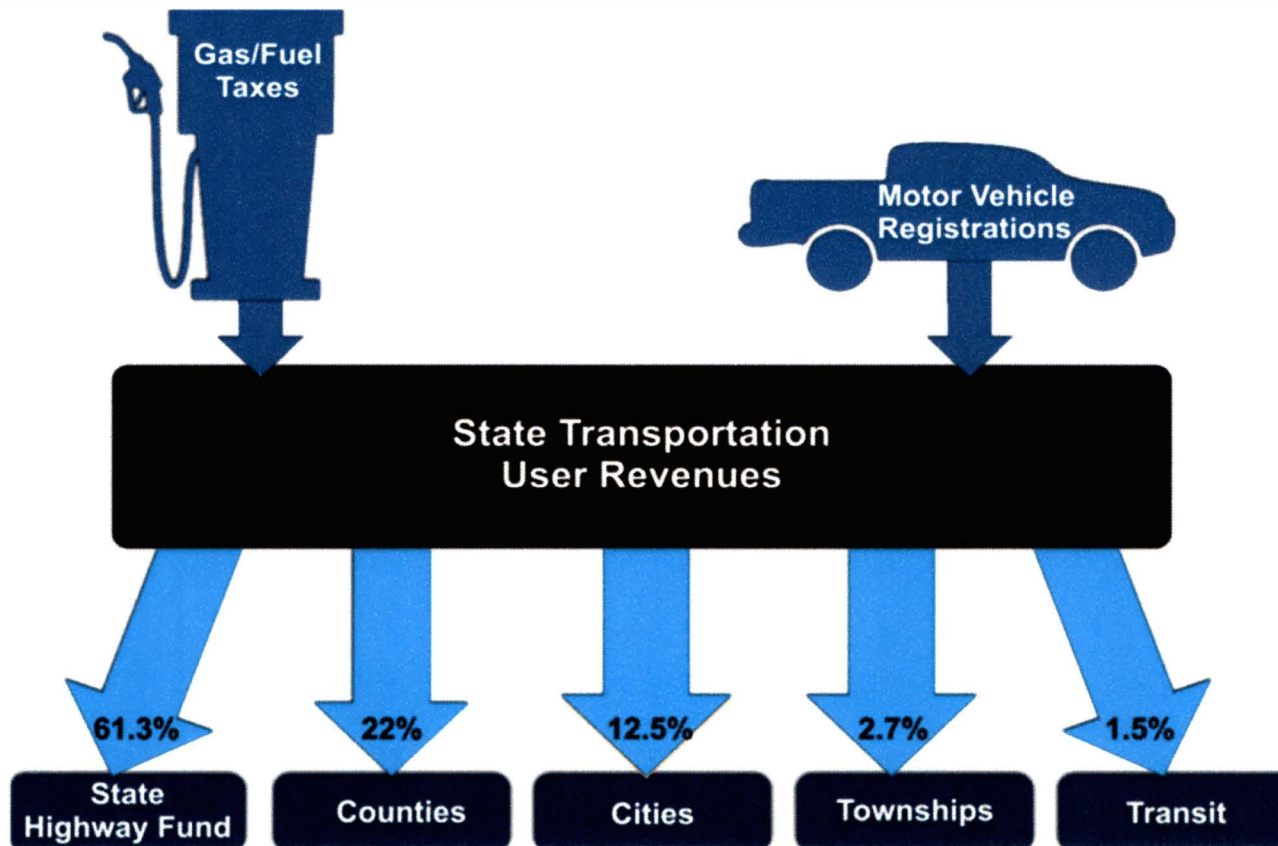 Gas/Fuel
Taxes
Motor Vehicle
Registrations
State Transportation
User Revenues
61.3%
22%
12.5%
2.7%
1.5%
State
Highway Fund
Counties
Cities
Townships
Transit